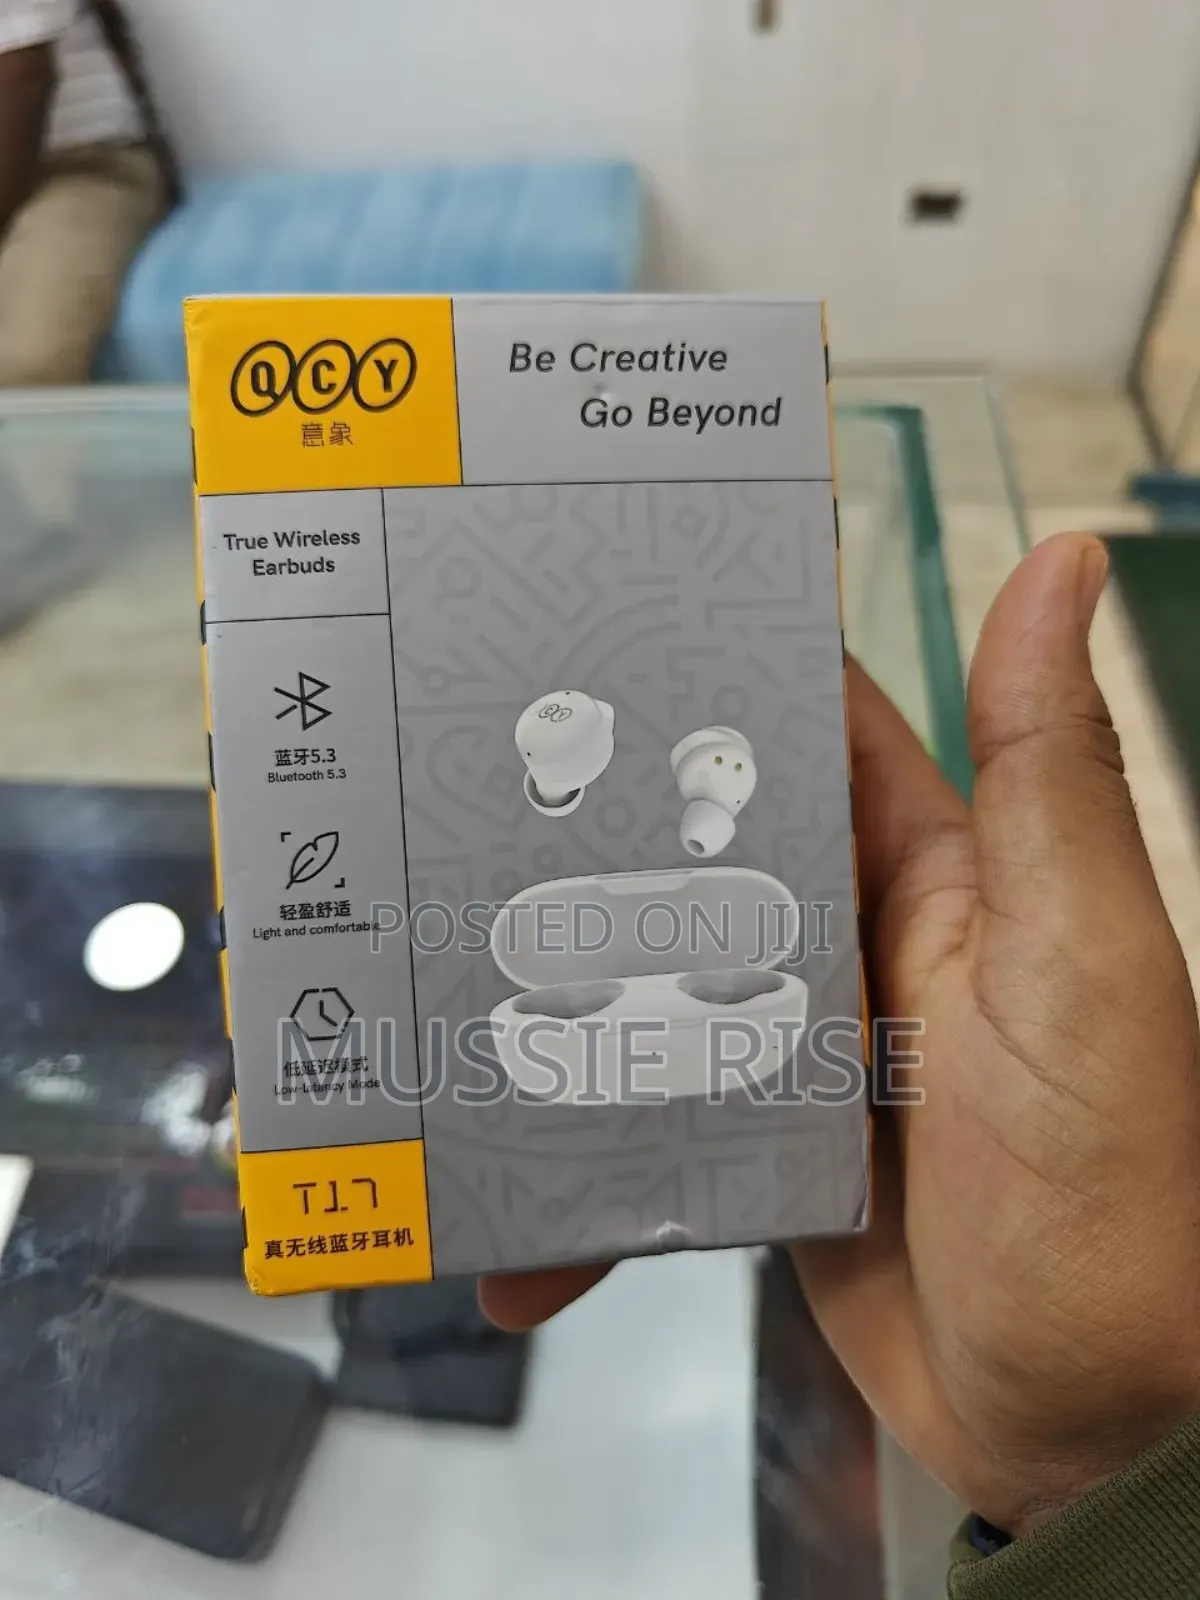 QCY
意象
Be Creative
Go Beyond
True Wireless
Earbuds
QCY
蓝牙5.3
Bluetooth 5.3
轻盈舒适
Light and comfortable
POSTED ON JIJI
MUSSIE RISE
低延迟模式
Low-latency Mode
T17
真无线蓝牙耳机